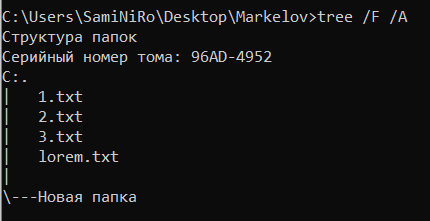 C:\Users\SamiNiRo\Desktop\Markelov>tree /F /A
Структура папок
Серийный номер тома: 96AD-4952
C:.
|   1.txt
|   2.txt
|   3.txt
|   lorem.txt
|
\---Новая папка